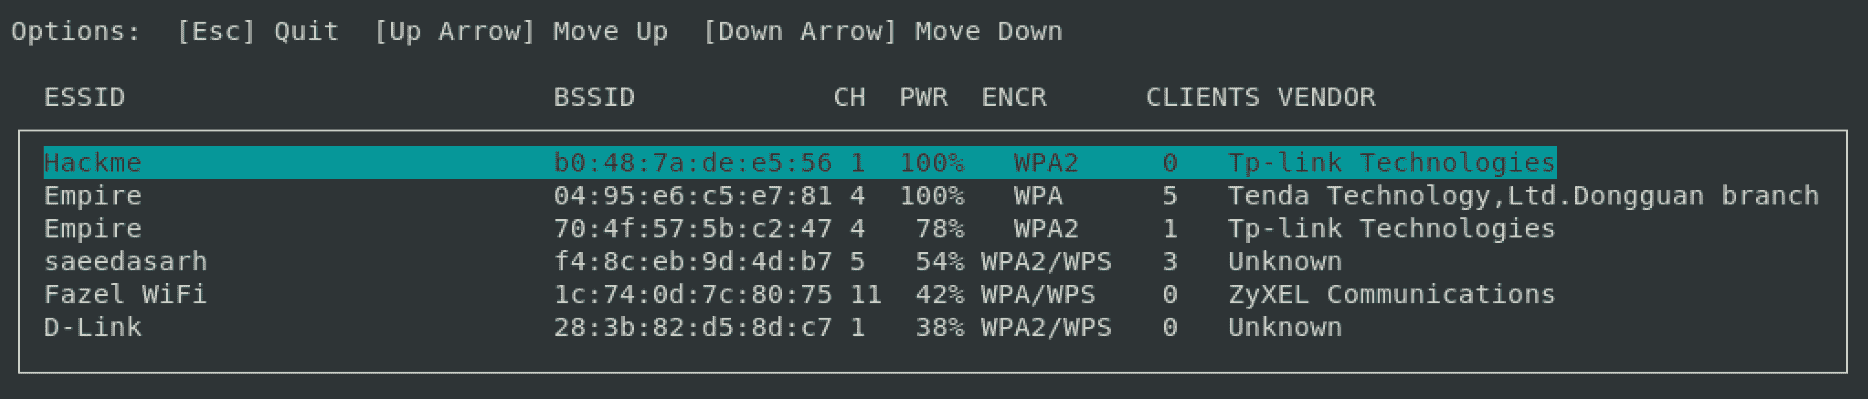 Options:  [Esc] Quit  [Up Arrow] Move Up  [Down Arrow] Move Down
ESSID BSSID CH PWR ENCR CLIENTS VENDOR
Hackme b0:48:7a:de:e5:56 1 100% WPA2 0 Tp-link Technologies
Empire 04:95:e6:c5:e7:81 4 100% WPA 5 Tenda Technology,Ltd.Dongguan branch
Empire 70:4f:57:5b:c2:47 4 78% WPA2 1 Tp-link Technologies
saeedasarh f4:8c:eb:9d:4d:b7 5 54% WPA2/WPS 3 Unknown
Fazel WiFi 1c:74:0d:7c:80:75 11 42% WPA/WPS 0 ZyXEL Communications
D-Link 28:3b:82:d5:8d:c7 1 38% WPA2/WPS 0 Unknown